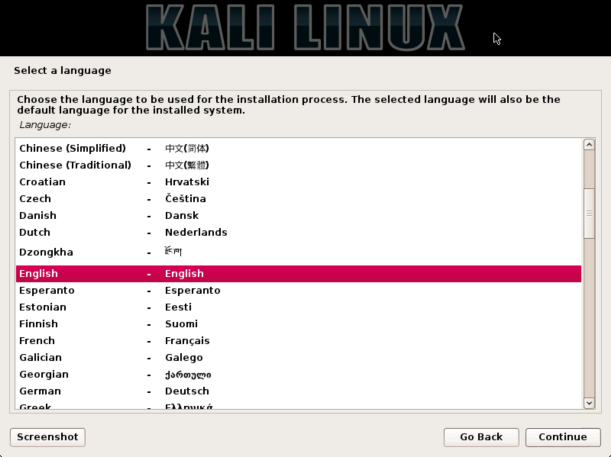 KALI LINUX
Select a language
Choose the language to be used for the installation process. The selected language will also be the
default language for the installed system.
Language:
Chinese (Simplified) - 中文(简体)
Chinese (Traditional) - 中文(繁體)
Croatian - Hrvatski
Czech - Čeština
Danish - Dansk
Dutch - Nederlands
Dzongkha - རྫོང་ཁ།
English - English
Esperanto - Esperanto
Estonian - Eesti
Finnish - Suomi
French - Français
Galician - Galego
Georgian - ქართული
German - Deutsch
Greek - Ελληνικά
Screenshot Go Back Continue